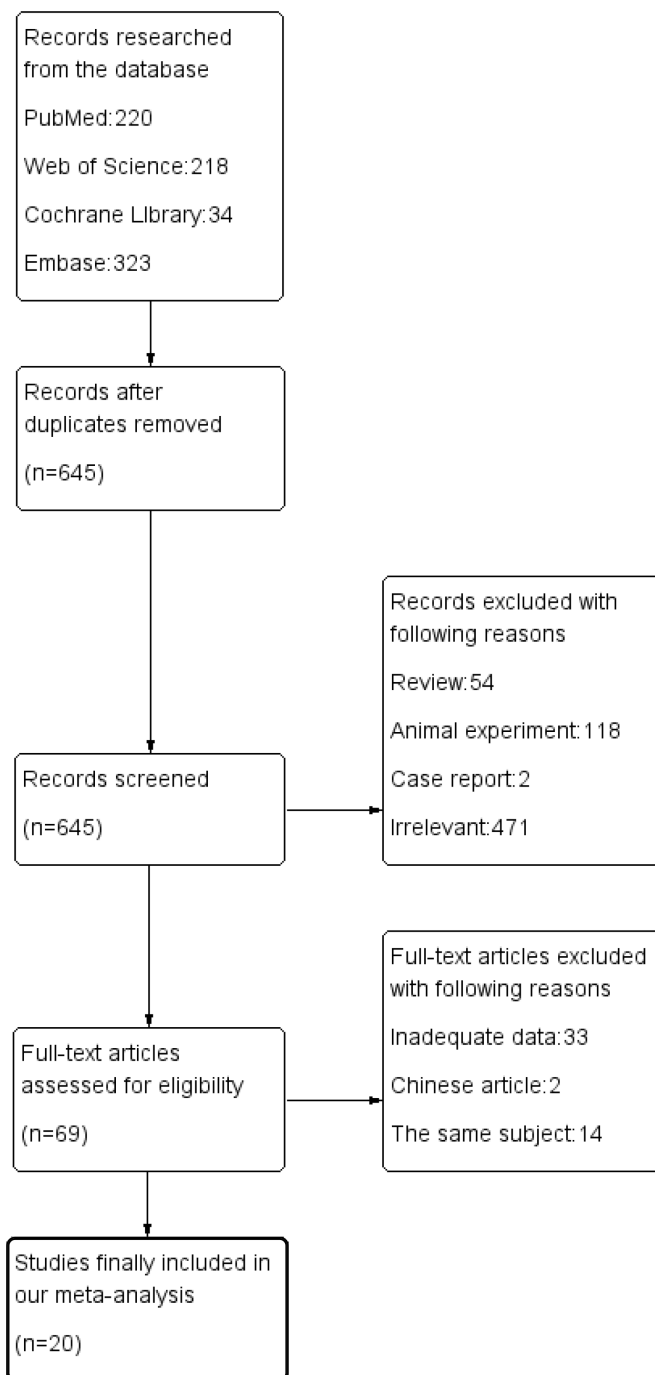 Records researched
from the database
PubMed:220
Web of Science:218
Cochrane LIbrary:34
Embase:323
Records after
duplicates removed
(n=645)
Records excluded with
following reasons
Review:54
Animal experiment:118
Case report:2
Irrelevant:471
Records screened
(n=645)
Full-text articles excluded
with following reasons
Inadequate data:33
Chinese article:2
The same subject:14
Full-text articles
assessed for eligibility
(n=69)
Studies finally included in
our meta-analysis
(n=20)